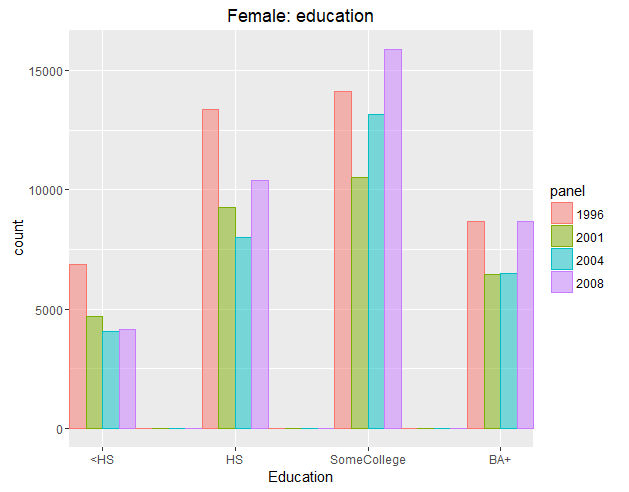 Female: education
count
15000
10000
5000
0
<HS HS SomeCollege BA+
Education
panel
1996
2001
2004
2008